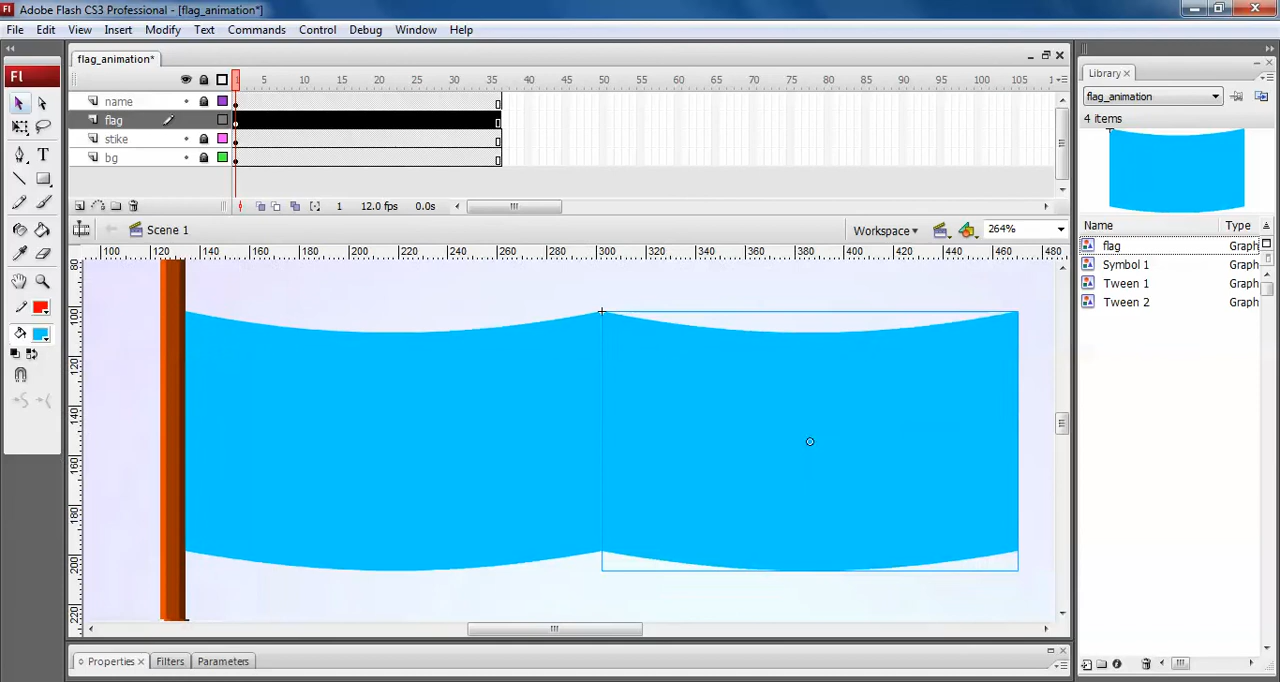 Fl Adobe Flash CS3 Professional - [flag_animation*]
File Edit View Insert Modify Text Commands Control Debug Window Help
flag_animation*
Fl
1 5 10 15 20 25 30 35 40 45 50 55 60 65 70 75 80 85 90 95 100 105 1
name
flag
stike
bg
1 12.0 fps 0.0s
Scene 1 Workspace 264%
100 120 140 160 180 200 220 240 260 280 300 320 340 360 380 400 420 440 460 480
80
100
120
140
160
180
200
220
Properties × Filters Parameters
Library ×
flag_animation
4 items
Name Type
flag Graph
Symbol 1 Graph
Tween 1 Graph
Tween 2 Graph